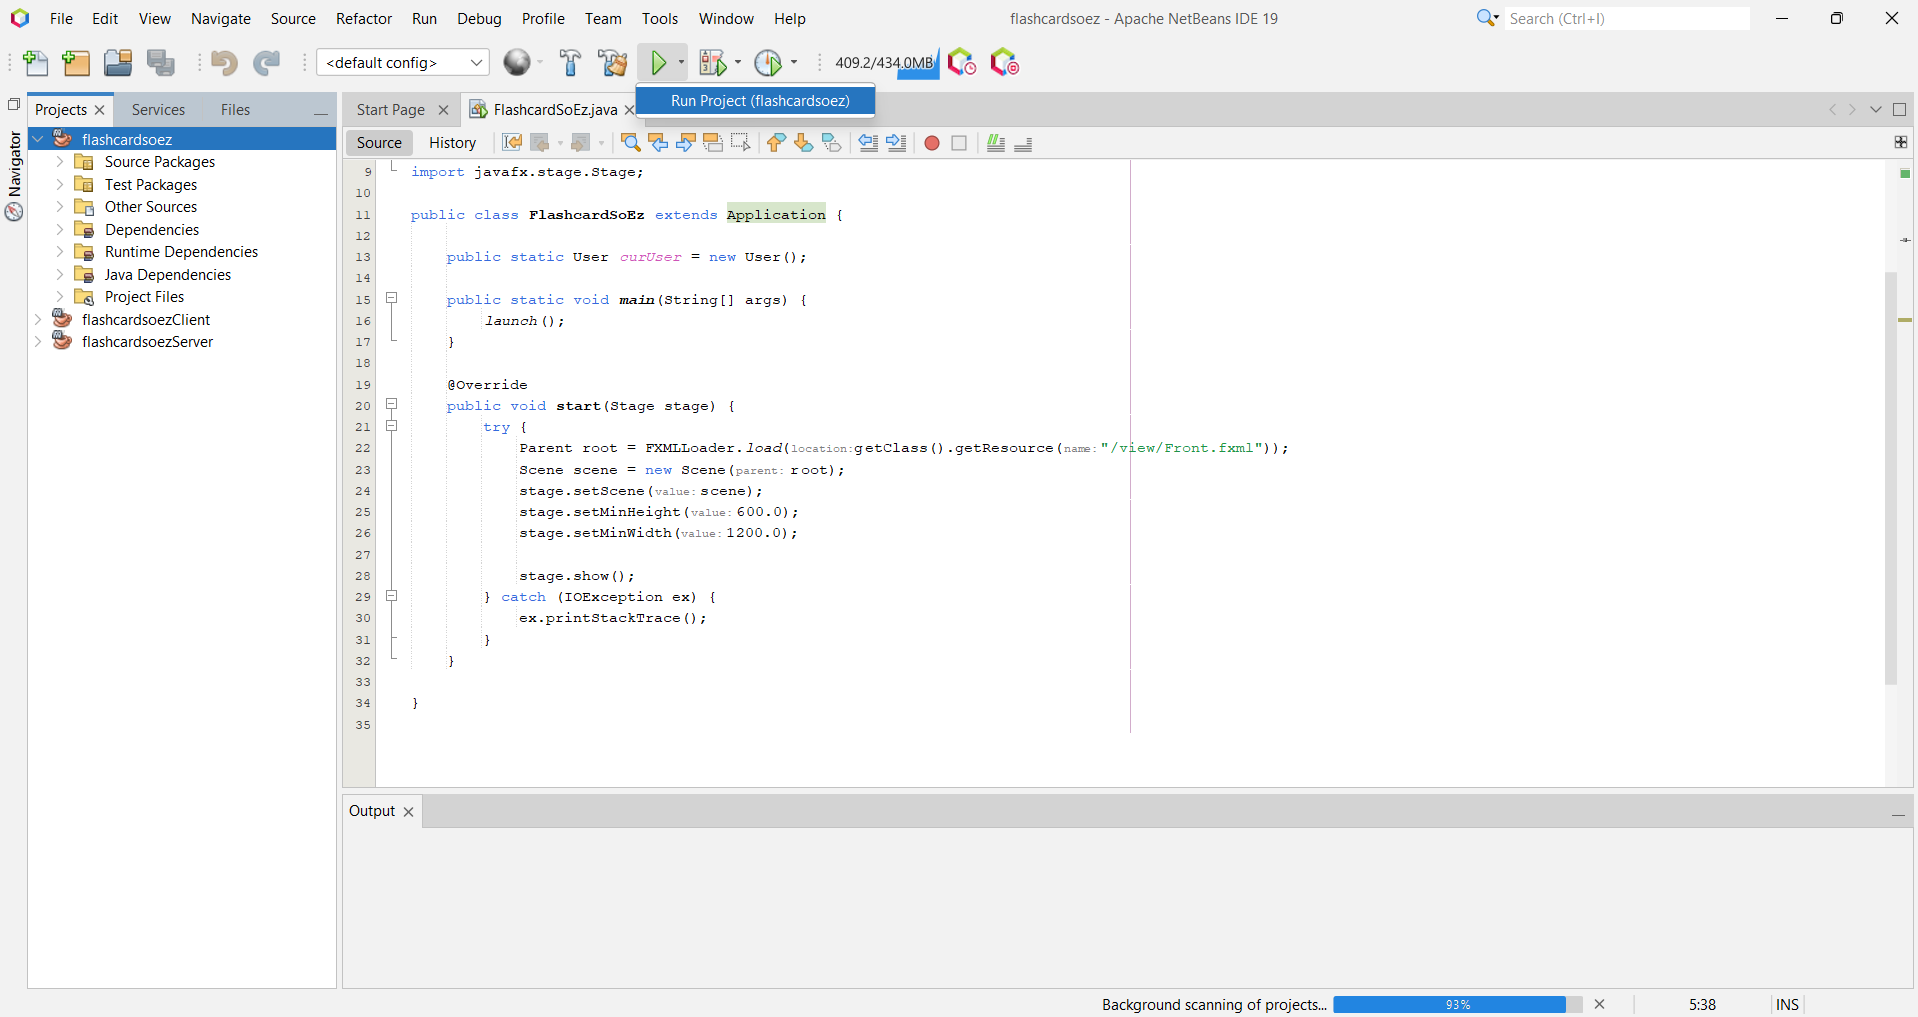 File Edit View Navigate Source Refactor Run Debug Profile Team Tools Window Help
flashcardsoez - Apache NetBeans IDE 19
Search (Ctrl+I)
<default config>
409.2/434.0MB
Run Project (flashcardsoez)
Projects Services Files
Navigator
flashcardsoez
Source Packages
Test Packages
Other Sources
Dependencies
Runtime Dependencies
Java Dependencies
Project Files
flashcardsoezClient
flashcardsoezServer
Start Page FlashcardSoEz.java
Source History
9 import javafx.stage.Stage;
10
11 public class FlashcardSoEz extends Application {
12
13 public static User curUser = new User();
14
15 public static void main(String[] args) {
16 launch();
17 }
18
19 @Override
20 public void start(Stage stage) {
21 try {
22 Parent root = FXMLLoader.load(location:getClass().getResource(name:"/view/Front.fxml"));
23 Scene scene = new Scene(parent: root);
24 stage.setScene(value: scene);
25 stage.setMinHeight(value: 600.0);
26 stage.setMinWidth(value: 1200.0);
27
28 stage.show();
29 } catch (IOException ex) {
30 ex.printStackTrace();
31 }
32 }
33
34 }
35
Output
Background scanning of projects... 93% 5:38 INS